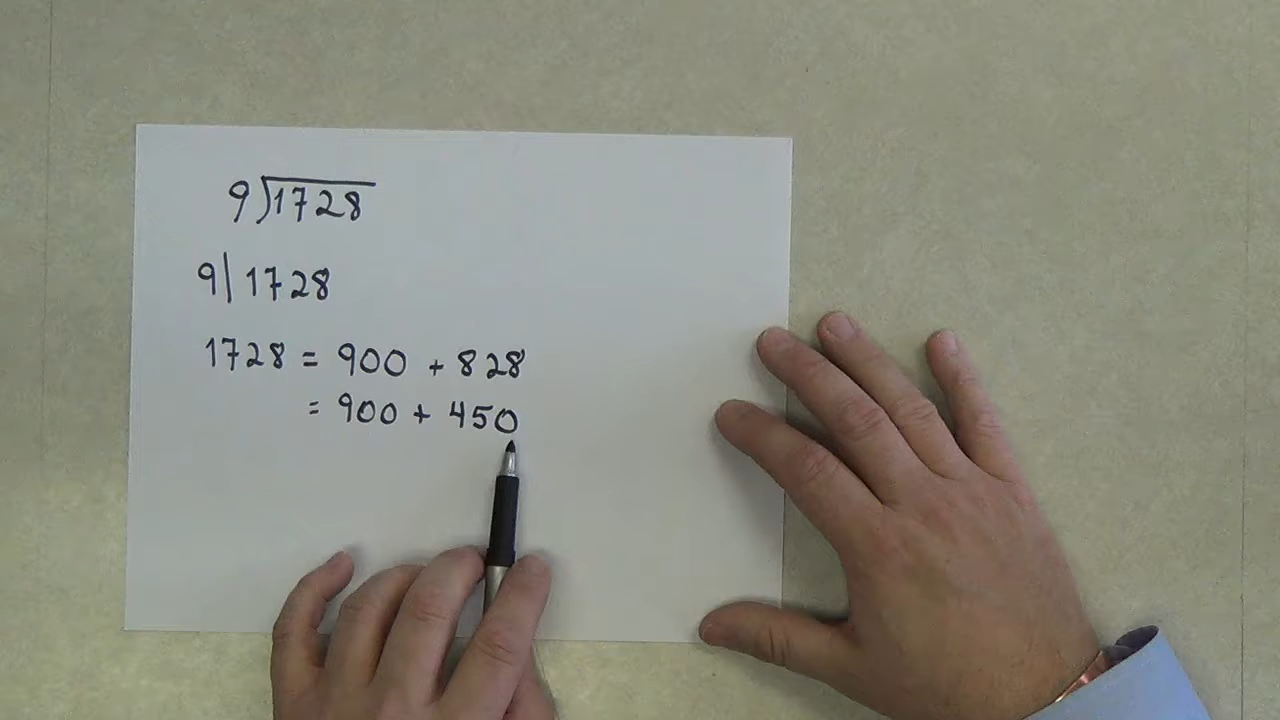 9)1728
9| 1728
1728 = 900 + 828
= 900 + 450